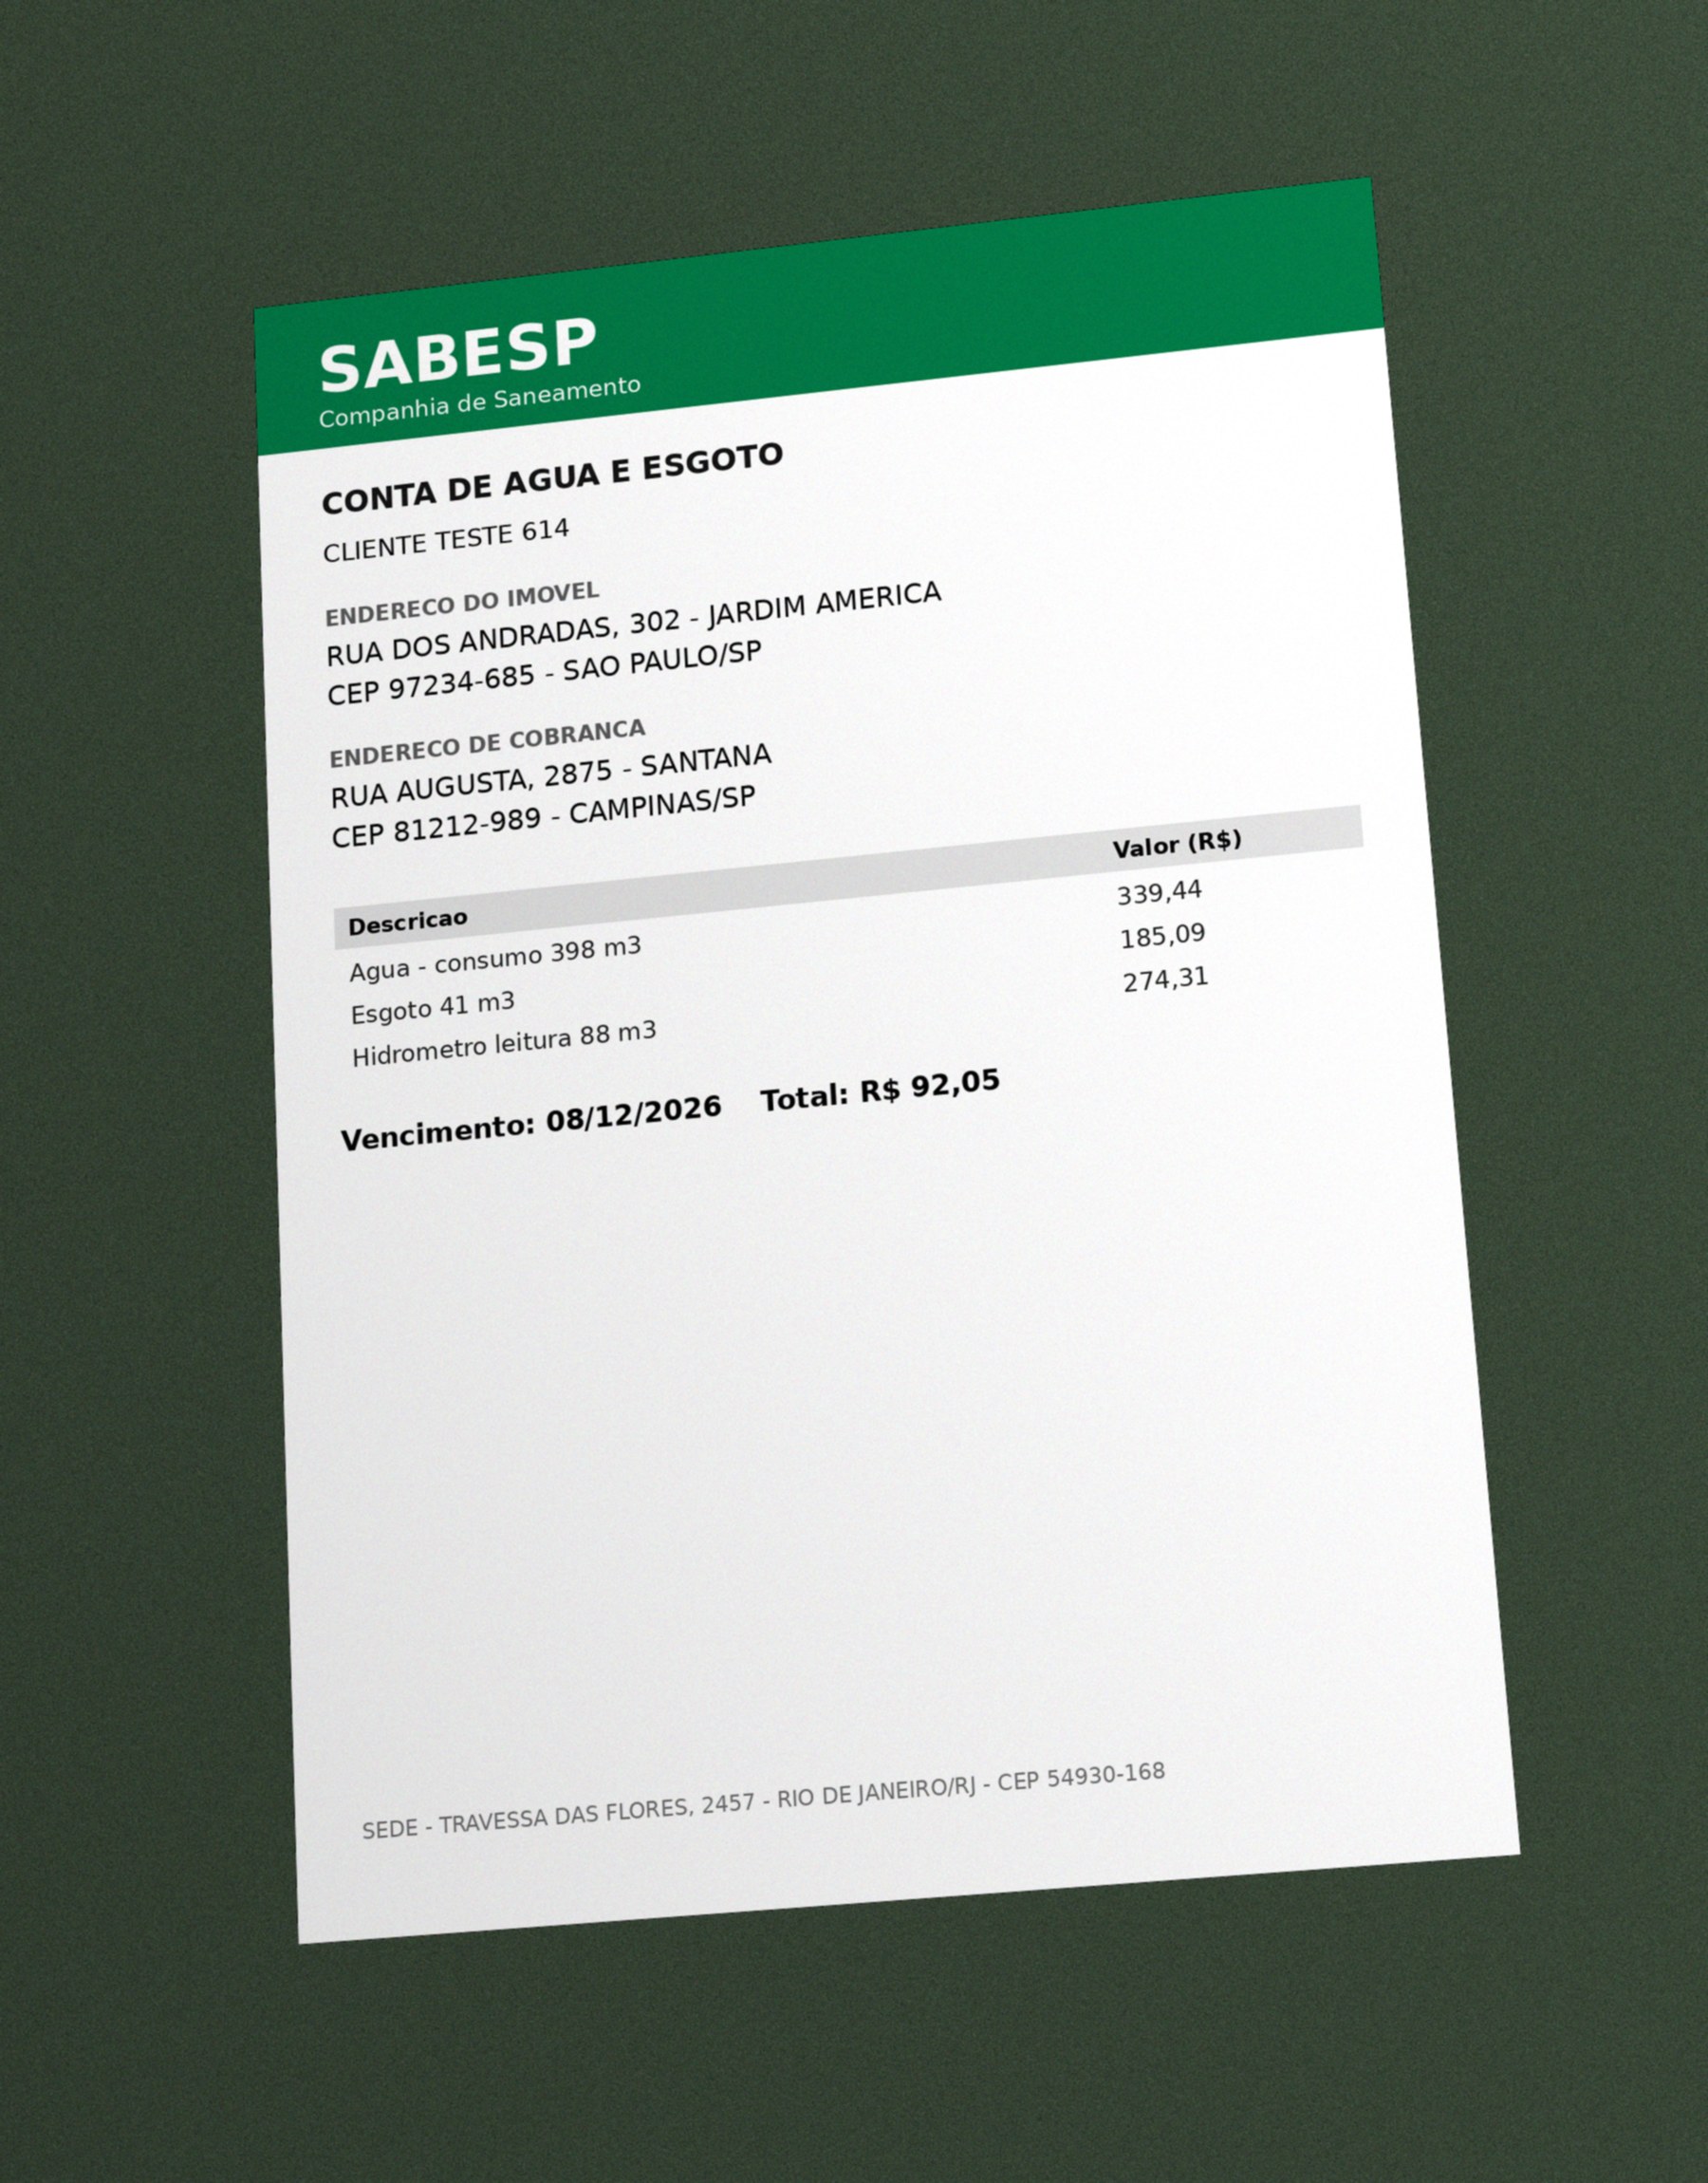 SABESP
Companhia de Saneamento
CONTA DE AGUA E ESGOTO
CLIENTE TESTE 614
ENDERECO DO IMOVEL
RUA DOS ANDRADAS, 302 - JARDIM AMERICA
CEP 97234-685 - SAO PAULO/SP
ENDERECO DE COBRANCA
RUA AUGUSTA, 2875 - SANTANA
CEP 81212-989 - CAMPINAS/SP
Descricao Valor (R$)
Agua - consumo 398 m3 339,44
Esgoto 41 m3 185,09
Hidrometro leitura 88 m3 274,31
Vencimento: 08/12/2026 Total: R$ 92,05
SEDE - TRAVESSA DAS FLORES, 2457 - RIO DE JANEIRO/RJ - CEP 54930-168